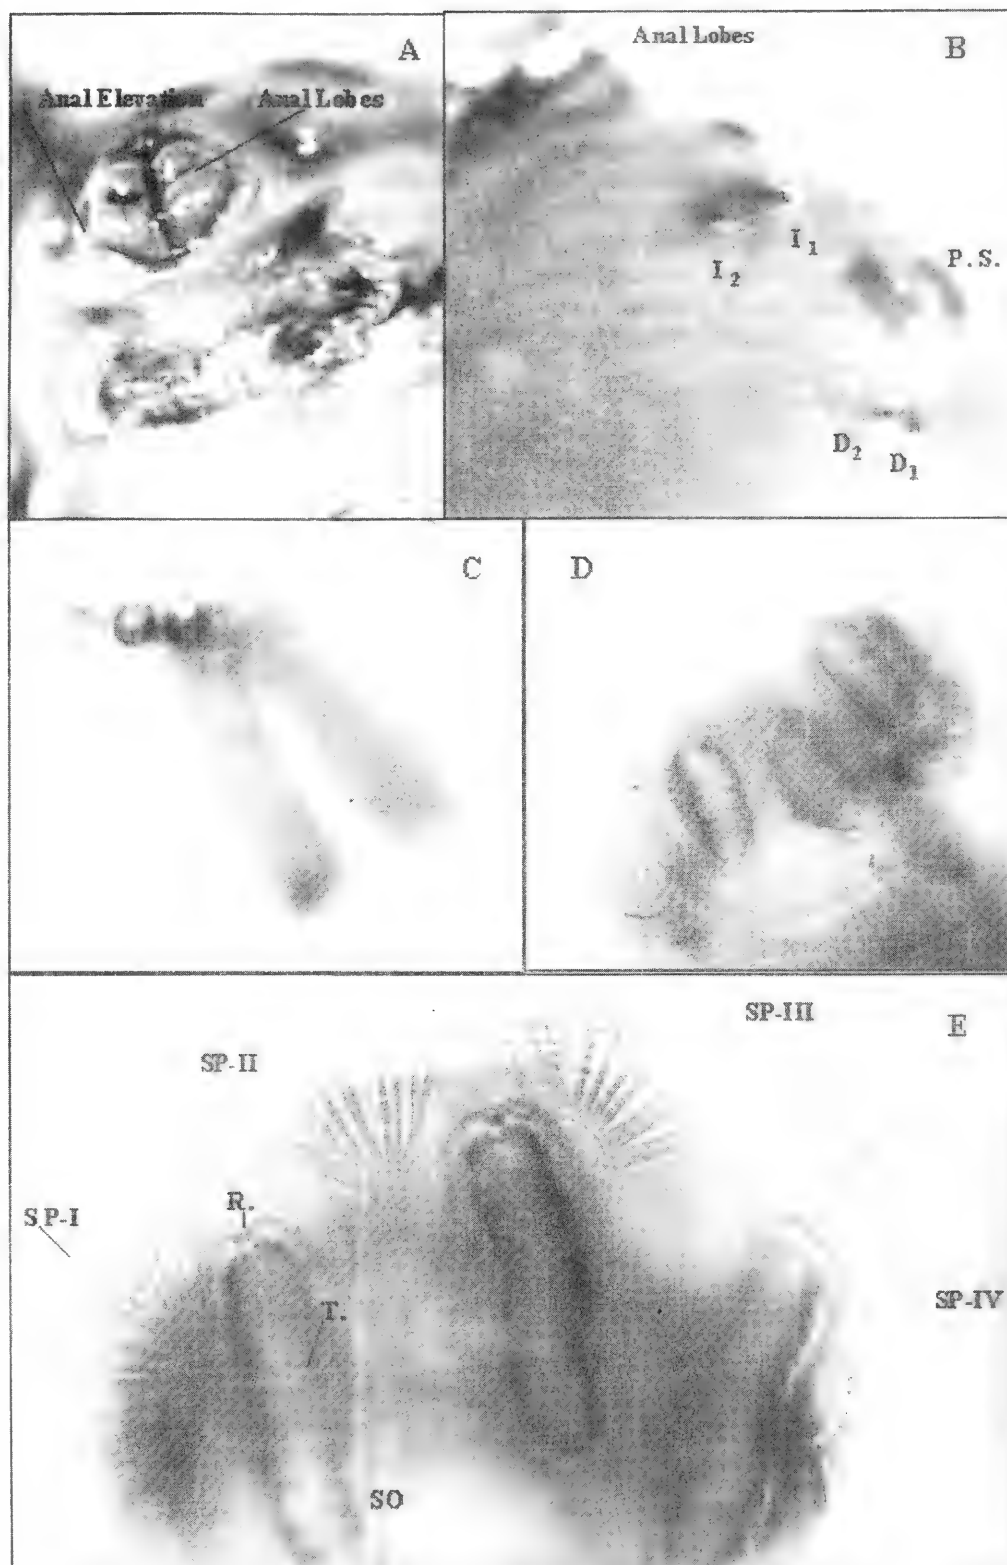 A
Anal Elevation
Anal Lobes
Anal Lobes
B
I1
I2
P.S.
D2
D1
C
D
SP-III
E
SP-II
R.
SP-I
T.
SP-IV
SO